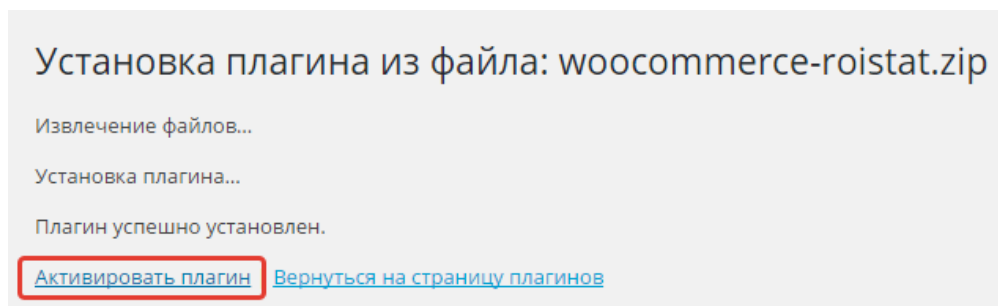 Установка плагина из файла: woocommerce-roistat.zip
Извлечение файлов...
Установка плагина...
Плагин успешно установлен.
Активировать плагин Вернуться на страницу плагинов